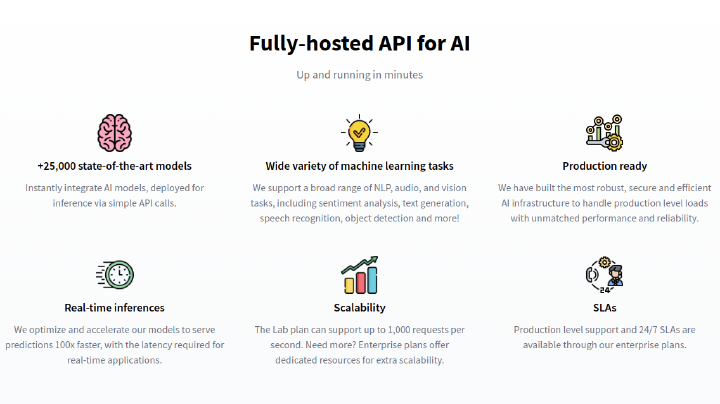 Fully-hosted API for AI
Up and running in minutes
+25,000 state-of-the-art models
Instantly integrate AI models, deployed for
inference via simple API calls.
Wide variety of machine learning tasks
We support a broad range of NLP, audio, and vision
tasks, including sentiment analysis, text generation,
speech recognition, object detection and more!
Production ready
We have built the most robust, secure and efficient
AI infrastructure to handle production level loads
with unmatched performance and reliability.
Real-time inferences
We optimize and accelerate our models to serve
predictions 100x faster, with the latency required for
real-time applications.
Scalability
The Lab plan can support up to 1,000 requests per
second. Need more? Enterprise plans offer
dedicated resources for extra scalability.
24
SLAs
Production level support and 24/7 SLAs are
available through our enterprise plans.